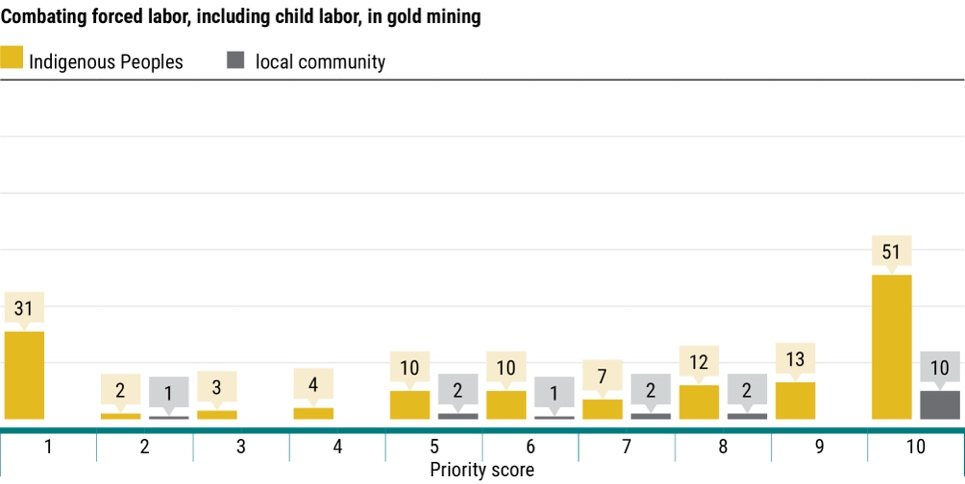 Combating forced labor, including child labor, in gold mining
Indigenous Peoples local community
51
31
13
12
10 10 10
7
4
3
2 1 2 1 2 2
1 2 3 4 5 6 7 8 9 10
Priority score